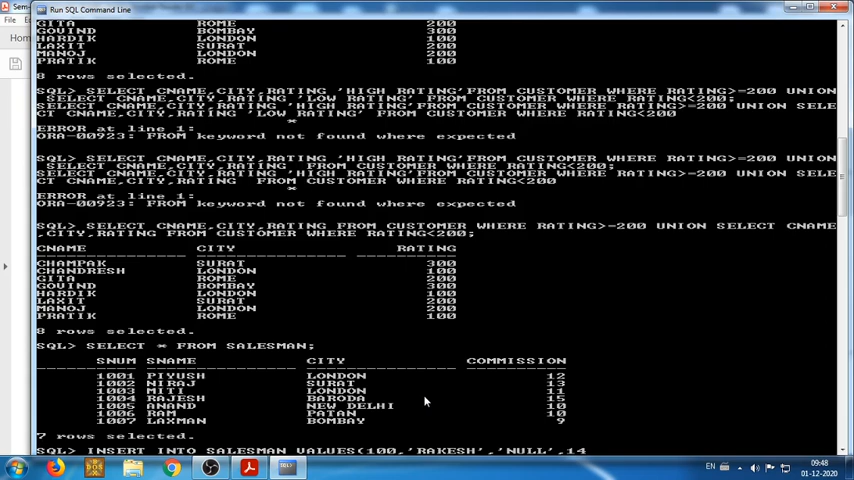 Sem-
Run SQL Command Line
File
Home
GITA ROME 200
GOVIND BOMBAY 300
HARDIK LONDON 100
LAXIT SURAT 200
MANOJ LONDON 200
PRATIK ROME 100
8 rows selected.
SQL> SELECT CNAME,CITY,RATING 'HIGH RATING'FROM CUSTOMER WHERE RATING>=200 UNION
SELECT CNAME,CITY,RATING 'LOW RATING' FROM CUSTOMER WHERE RATING<200;
SELECT CNAME,CITY,RATING 'HIGH RATING'FROM CUSTOMER WHERE RATING>=200 UNION SELE
CT CNAME,CITY,RATING 'LOW RATING' FROM CUSTOMER WHERE RATING<200
*
ERROR at line 1:
ORA-00923: FROM keyword not found where expected
SQL> SELECT CNAME,CITY,RATING 'HIGH RATING'FROM CUSTOMER WHERE RATING>=200 UNION
SELECT CNAME,CITY,RATING  FROM CUSTOMER WHERE RATING<200;
SELECT CNAME,CITY,RATING 'HIGH RATING'FROM CUSTOMER WHERE RATING>=200 UNION SELE
CT CNAME,CITY,RATING  FROM CUSTOMER WHERE RATING<200
*
ERROR at line 1:
ORA-00923: FROM keyword not found where expected
SQL> SELECT CNAME,CITY,RATING FROM CUSTOMER WHERE RATING>=200 UNION SELECT CNAME
,CITY,RATING FROM CUSTOMER WHERE RATING<200;
CNAME CITY RATING
CHAMPAK SURAT 300
CHANDRESH LONDON 100
GITA ROME 200
GOVIND BOMBAY 300
HARDIK LONDON 100
LAXIT SURAT 200
MANOJ LONDON 200
PRATIK ROME 100
8 rows selected.
SQL> SELECT * FROM SALESMAN;
SNUM SNAME CITY COMMISSION
1001 PIYUSH LONDON 12
1002 NIRAJ SURAT 13
1003 MITI LONDON 11
1004 RAJESH BARODA 15
1005 ANAND NEW DELHI 10
1006 RAM PATAN 10
1007 LAXMAN BOMBAY 9
7 rows selected.
SQL> INSERT INTO SALESMAN VALUES(100,'RAKESH','NULL',14
EN
09:48
01-12-2020